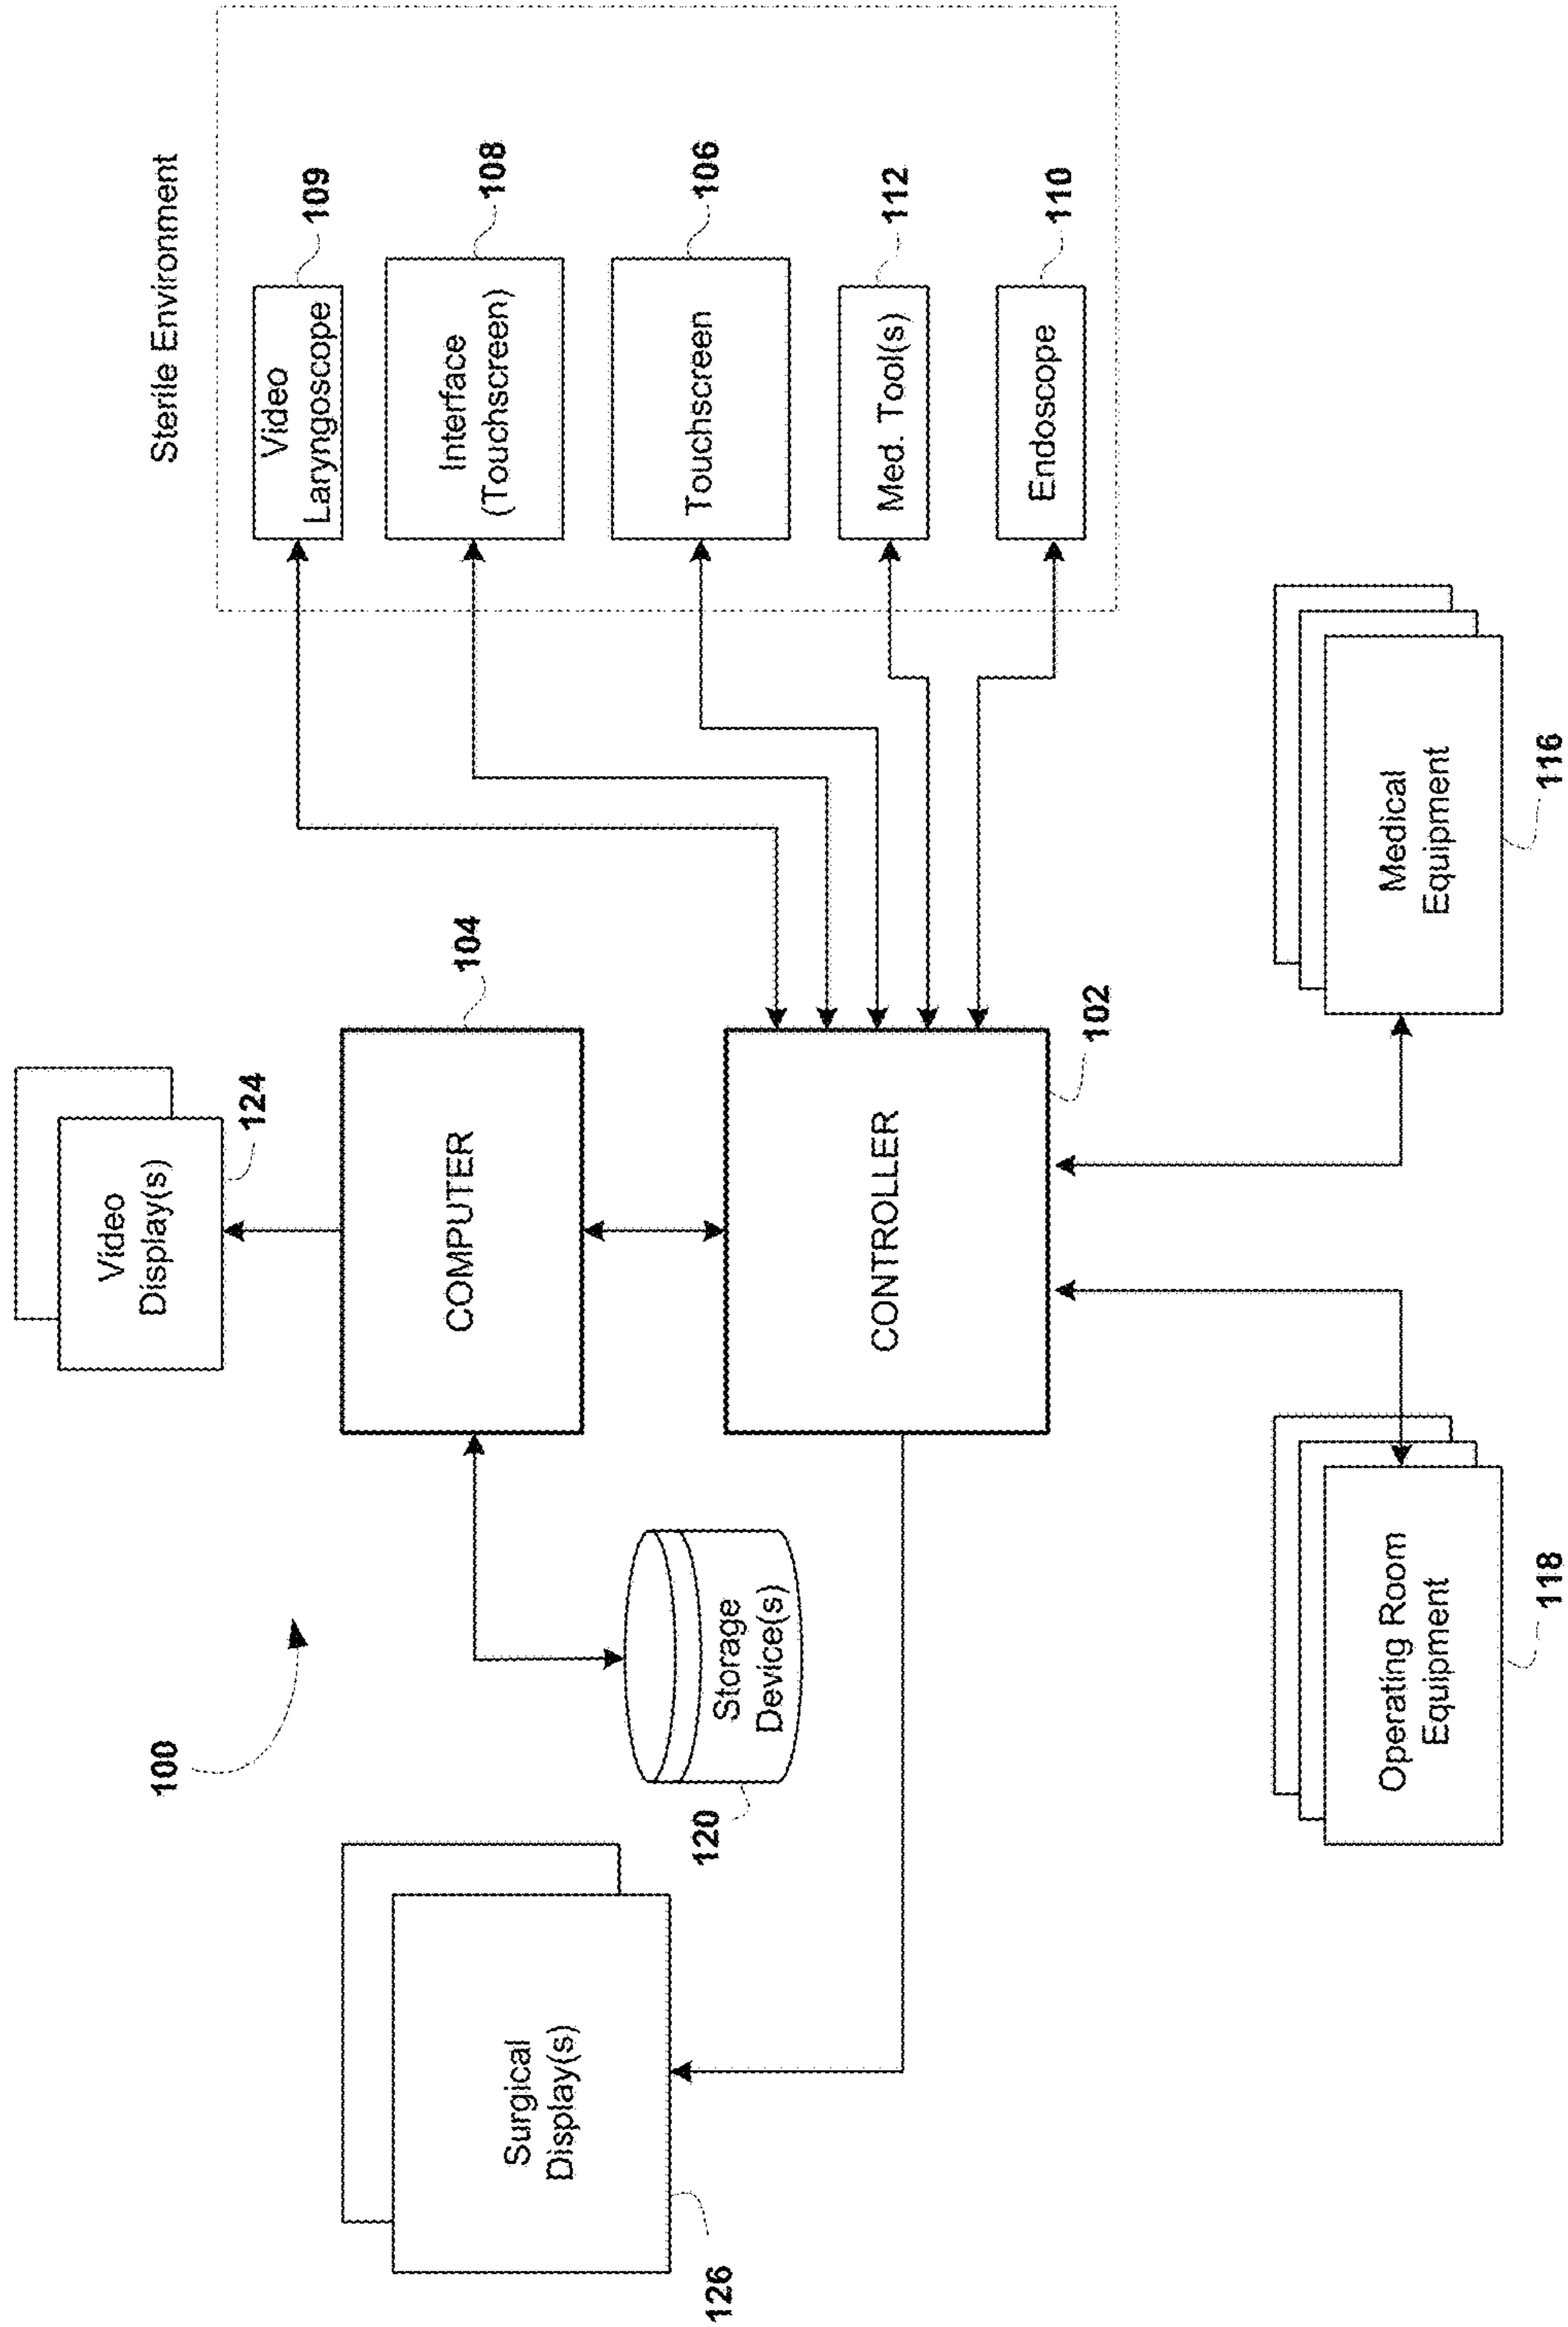 Sterile Environment
124
Video
Display(s)
104
COMPUTER
109
Video
Laryngoscope
108
Interface
(Touchscreen)
106
Touchscreen
112
Med. Tool(s)
110
Endoscope
100
126
Surgical
Display(s)
120
Storage
Device(s)
CONTROLLER
102
118
Operating Room
Equipment
116
Medical
Equipment